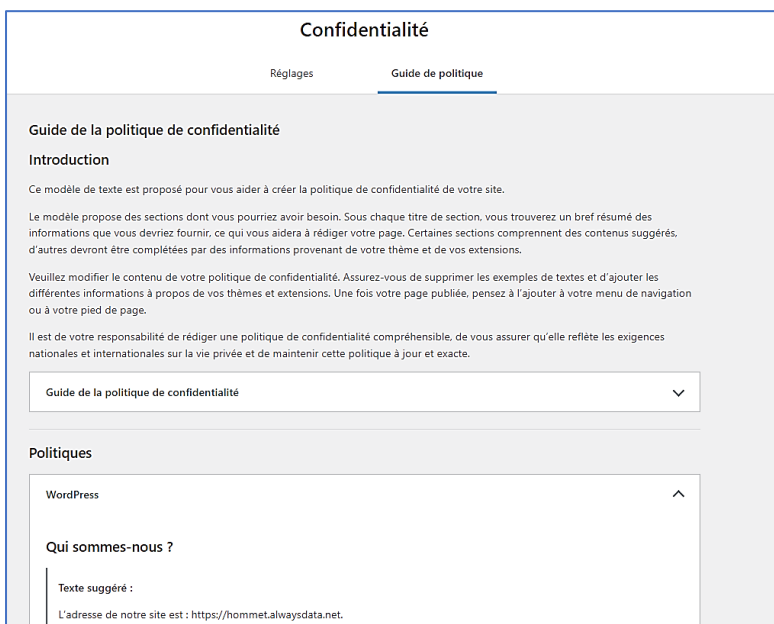 Confidentialité
Réglages
Guide de politique
Guide de la politique de confidentialité
Introduction
Ce modèle de texte est proposé pour vous aider à créer la politique de confidentialité de votre site.
Le modèle propose des sections dont vous pourriez avoir besoin. Sous chaque titre de section, vous trouverez un bref résumé des
informations que vous devriez fournir, ce qui vous aidera à rédiger votre page. Certaines sections comprennent des contenus suggérés,
d'autres devront être complétées par des informations provenant de votre thème et de vos extensions.
Veuillez modifier le contenu de votre politique de confidentialité. Assurez-vous de supprimer les exemples de textes et d'ajouter les
différentes informations à propos de vos thèmes et extensions. Une fois votre page publiée, pensez à l'ajouter à votre menu de navigation
ou à votre pied de page.
Il est de votre responsabilité de rédiger une politique de confidentialité compréhensible, de vous assurer qu'elle reflète les exigences
nationales et internationales sur la vie privée et de maintenir cette politique à jour et exacte.
Guide de la politique de confidentialité
Politiques
WordPress
Qui sommes-nous ?
Texte suggéré :
L'adresse de notre site est : https://hommet.alwaysdata.net.